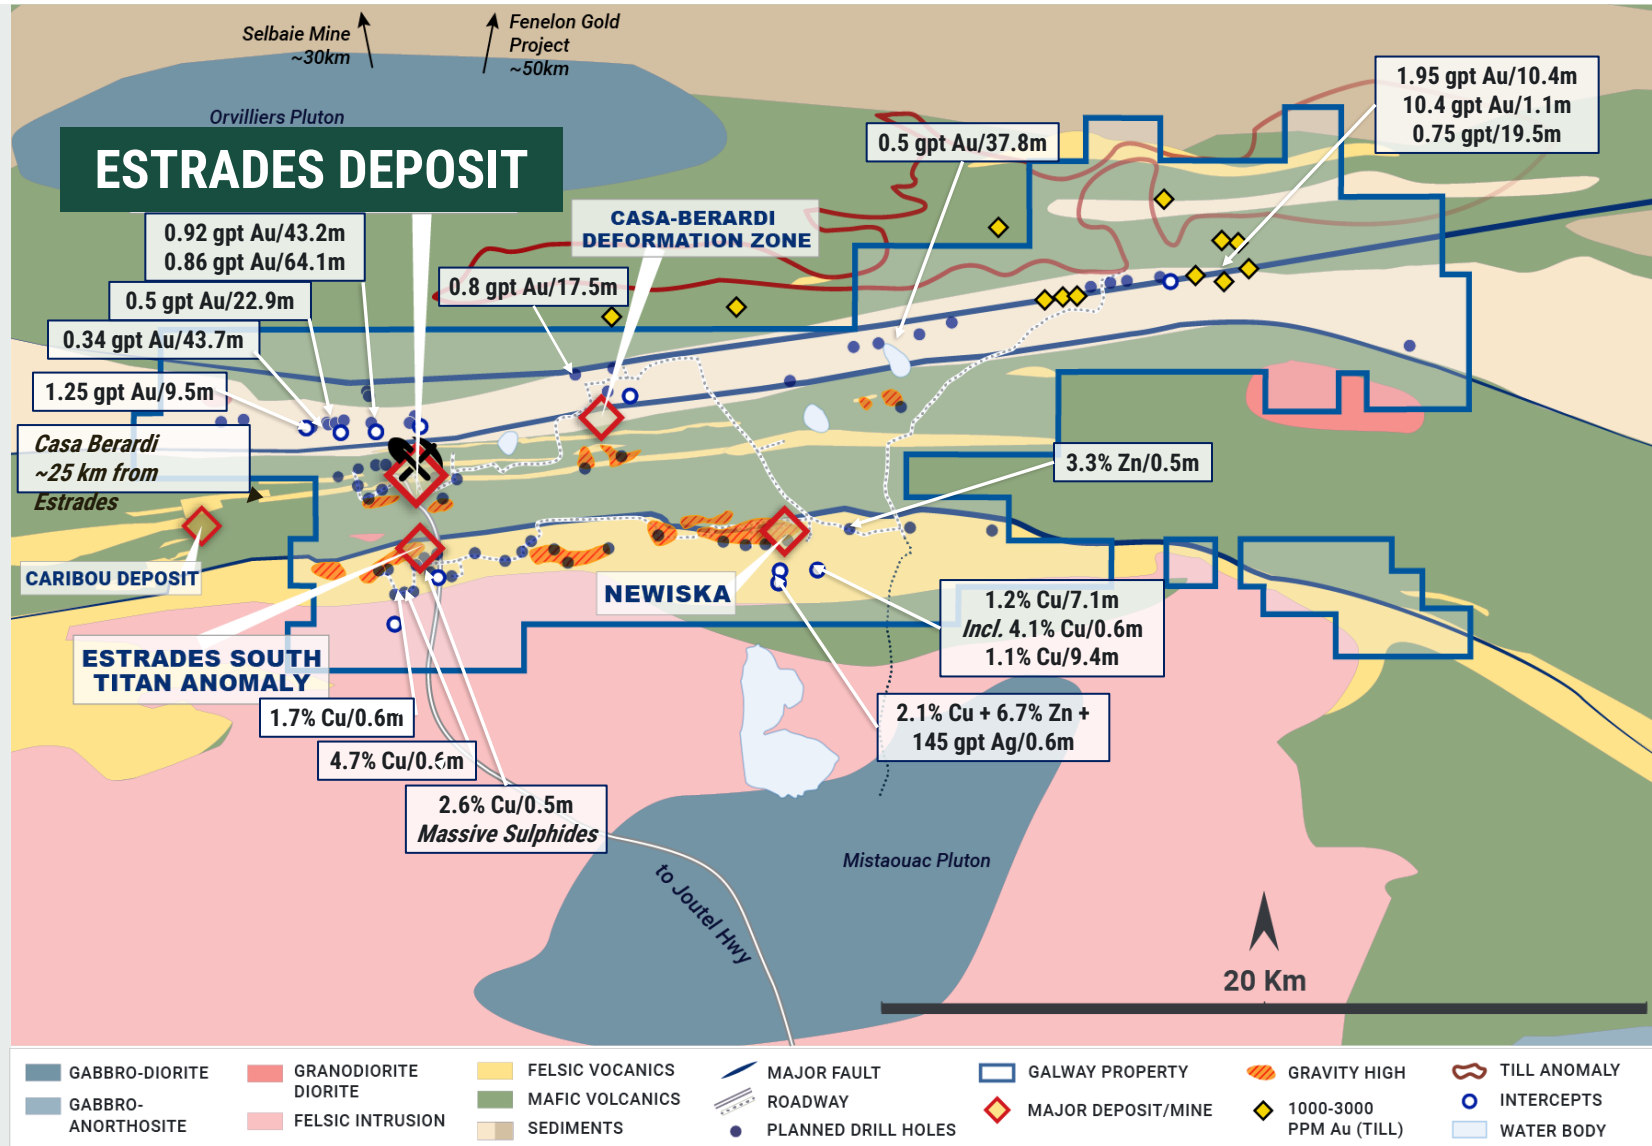 Selbaie Mine
~30km
Fenelon Gold
Project
~50km
Orvilliers Pluton
ESTRADES DEPOSIT
1.95 gpt Au/10.4m
10.4 gpt Au/1.1m
0.75 gpt/19.5m
0.5 gpt Au/37.8m
CASA-BERARDI
DEFORMATION ZONE
0.92 gpt Au/43.2m
0.86 gpt Au/64.1m
0.8 gpt Au/17.5m
0.5 gpt Au/22.9m
0.34 gpt Au/43.7m
1.25 gpt Au/9.5m
Casa Berardi
~25 km from
Estrades
3.3% Zn/0.5m
CARIBOU DEPOSIT
NEWISKA
1.2% Cu/7.1m
Incl. 4.1% Cu/0.6m
1.1% Cu/9.4m
ESTRADES SOUTH
TITAN ANOMALY
1.7% Cu/0.6m
2.1% Cu + 6.7% Zn +
145 gpt Ag/0.6m
4.7% Cu/0.6m
2.6% Cu/0.5m
Massive Sulphides
Mistaouac Pluton
to Joutel Hwy
20 Km
GABBRO-DIORITE
GABBRO-
ANORTHOSITE
GRANODIORITE
DIORITE
FELSIC INTRUSION
FELSIC VOCANICS
MAFIC VOLCANICS
SEDIMENTS
MAJOR FAULT
ROADWAY
PLANNED DRILL HOLES
GALWAY PROPERTY
MAJOR DEPOSIT/MINE
GRAVITY HIGH
1000-3000
PPM Au (TILL)
TILL ANOMALY
INTERCEPTS
WATER BODY